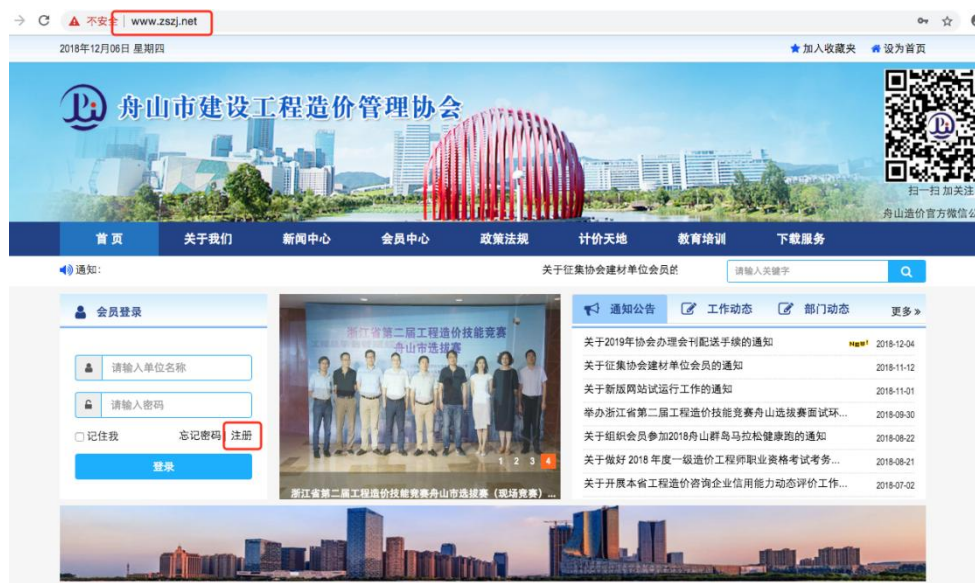 不安全 | www.zszj.net
2018年12月06日 星期四
加入收藏夹 设为首页
舟山市建设工程造价管理协会
扫一扫 加关注
舟山造价官方微信公
首 页 关于我们 新闻中心 会员中心 政策法规 计价天地 教育培训 下载服务
通知：
关于征集协会建材单位会员的
请输入关键字
会员登录
请输入单位名称
请输入密码
记住我 忘记密码 注册
登录
浙江省第二届工程造价技能竞赛
舟山市选拔赛
1 2 3 4
浙江省第二届工程造价技能竞赛舟山市选拔赛（现场竞赛）...
通知公告 工作动态 部门动态 更多»
关于2019年协会办理会刊配送手续的通知 NEW! 2018-12-04
关于征集协会建材单位会员的通知 2018-11-12
关于新版网站试运行工作的通知 2018-11-01
举办浙江省第二届工程造价技能竞赛舟山选拔赛面试环... 2018-09-30
关于组织会员参加2018舟山群岛马拉松健康跑的通知 2018-08-22
关于做好 2018 年度一级造价工程师职业资格考试考务... 2018-08-21
关于开展本省工程造价咨询企业信用能力动态评价工作... 2018-07-02